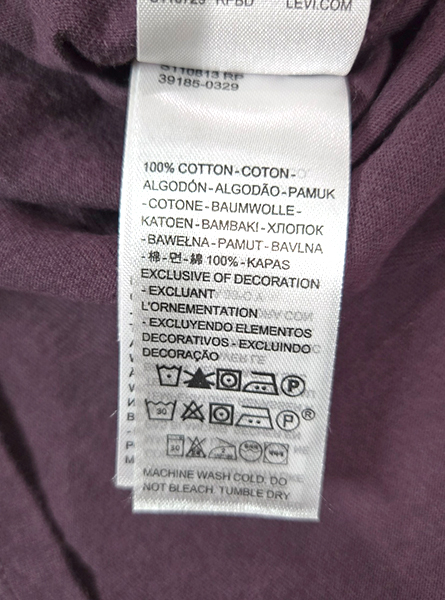 LEVI.COM
39185-0329
100% COTTON - COTON -
ALGODÓN - ALGODÃO - PAMUK
- COTONE - BAUMWOLLE -
KATOEN - BAMBAKI - ХЛОПОК
- BAWEŁNA - PAMUT - BAVLNA
- 棉 - 면 - 綿 100% - KAPAS
EXCLUSIVE OF DECORATION
- EXCLUANT
L'ORNEMENTATION
- EXCLUYENDO ELEMENTOS
DECORATIVOS - EXCLUINDO
DECORAÇÃO
P
30 P ®
30
MACHINE WASH COLD. DO
NOT BLEACH. TUMBLE DRY